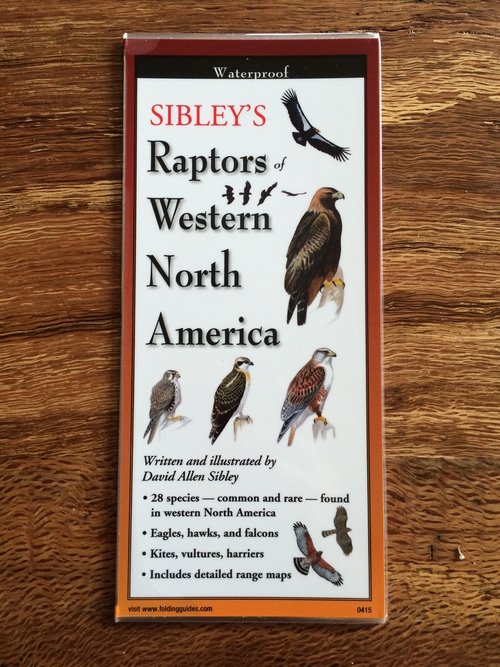 Waterproof
SIBLEY'S
Raptors of
Western
North
America
Written and illustrated by
David Allen Sibley
• 28 species — common and rare — found
in western North America
• Eagles, hawks, and falcons
• Kites, vultures, harriers
• Includes detailed range maps
visit www.foldingguides.com 0415